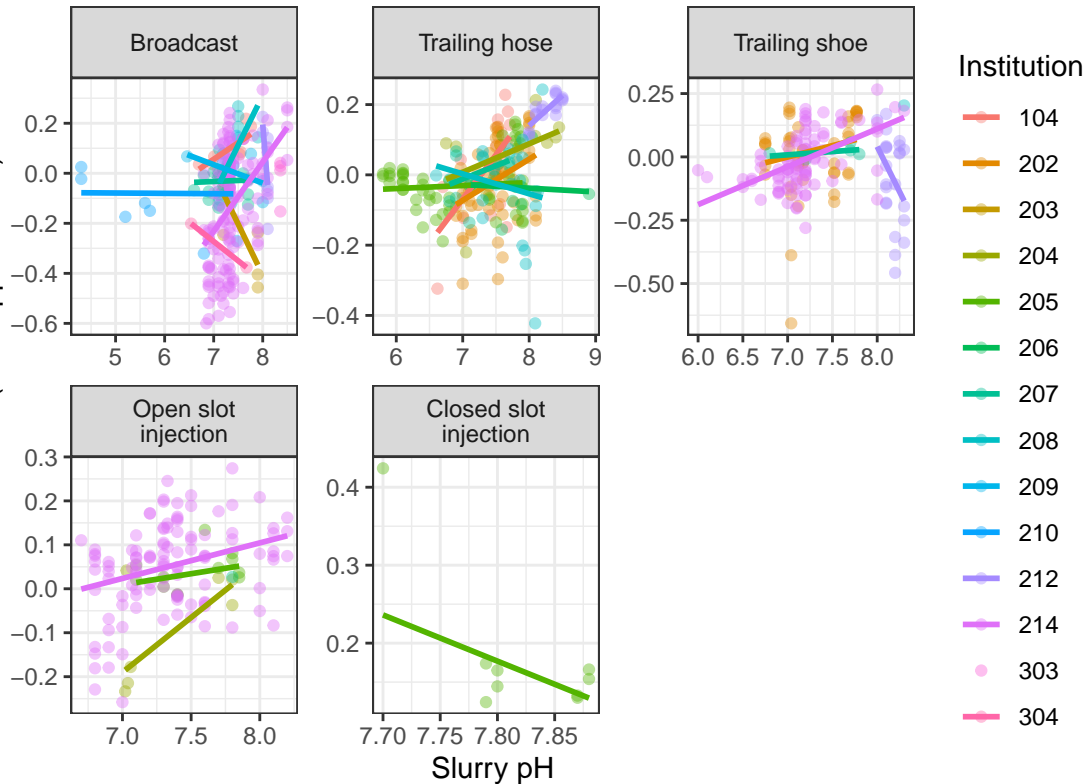 Broadcast
Trailing hose
Trailing shoe
0.2
0.0
−0.2
−0.4
−0.6
5 6 7 8
0.2
0.0
−0.2
−0.4
6 7 8 9
0.25
0.00
−0.25
−0.50
6.0 6.5 7.0 7.5 8.0
Open slot
injection
Closed slot
injection
0.3
0.2
0.1
0.0
−0.1
−0.2
7.0 7.5 8.0
0.4
0.3
0.2
7.70 7.75 7.80 7.85
Slurry pH
Institution
104
202
203
204
205
206
207
208
209
210
212
214
303
304